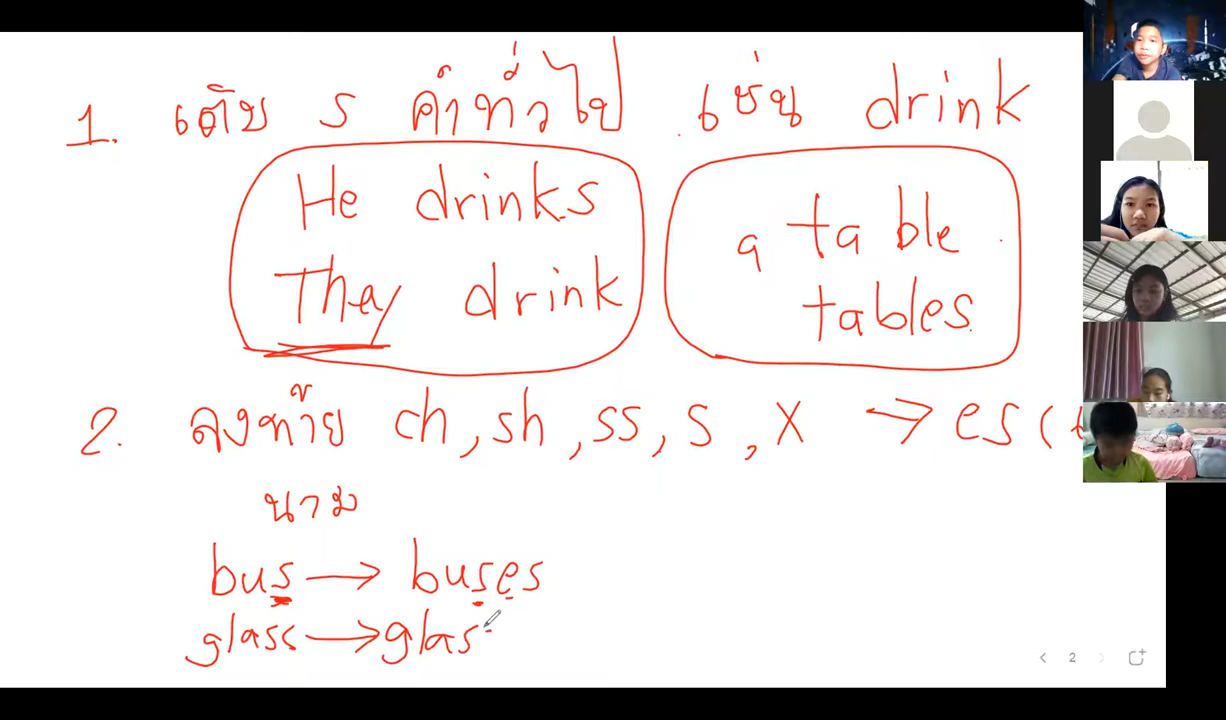 1. เติม s คำทั่วไป เช่น drink
He drinks
They drink
a table
tables
2. ลงท้าย ch, sh, ss, s, x → es (
นาม
bus → buses
glass → glas
2